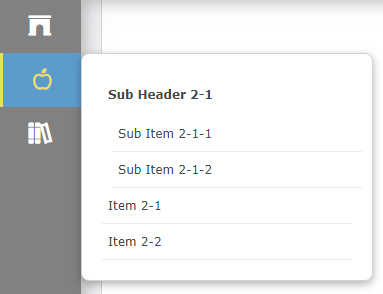 Sub Header 2-1
Sub Item 2-1-1
Sub Item 2-1-2
Item 2-1
Item 2-2